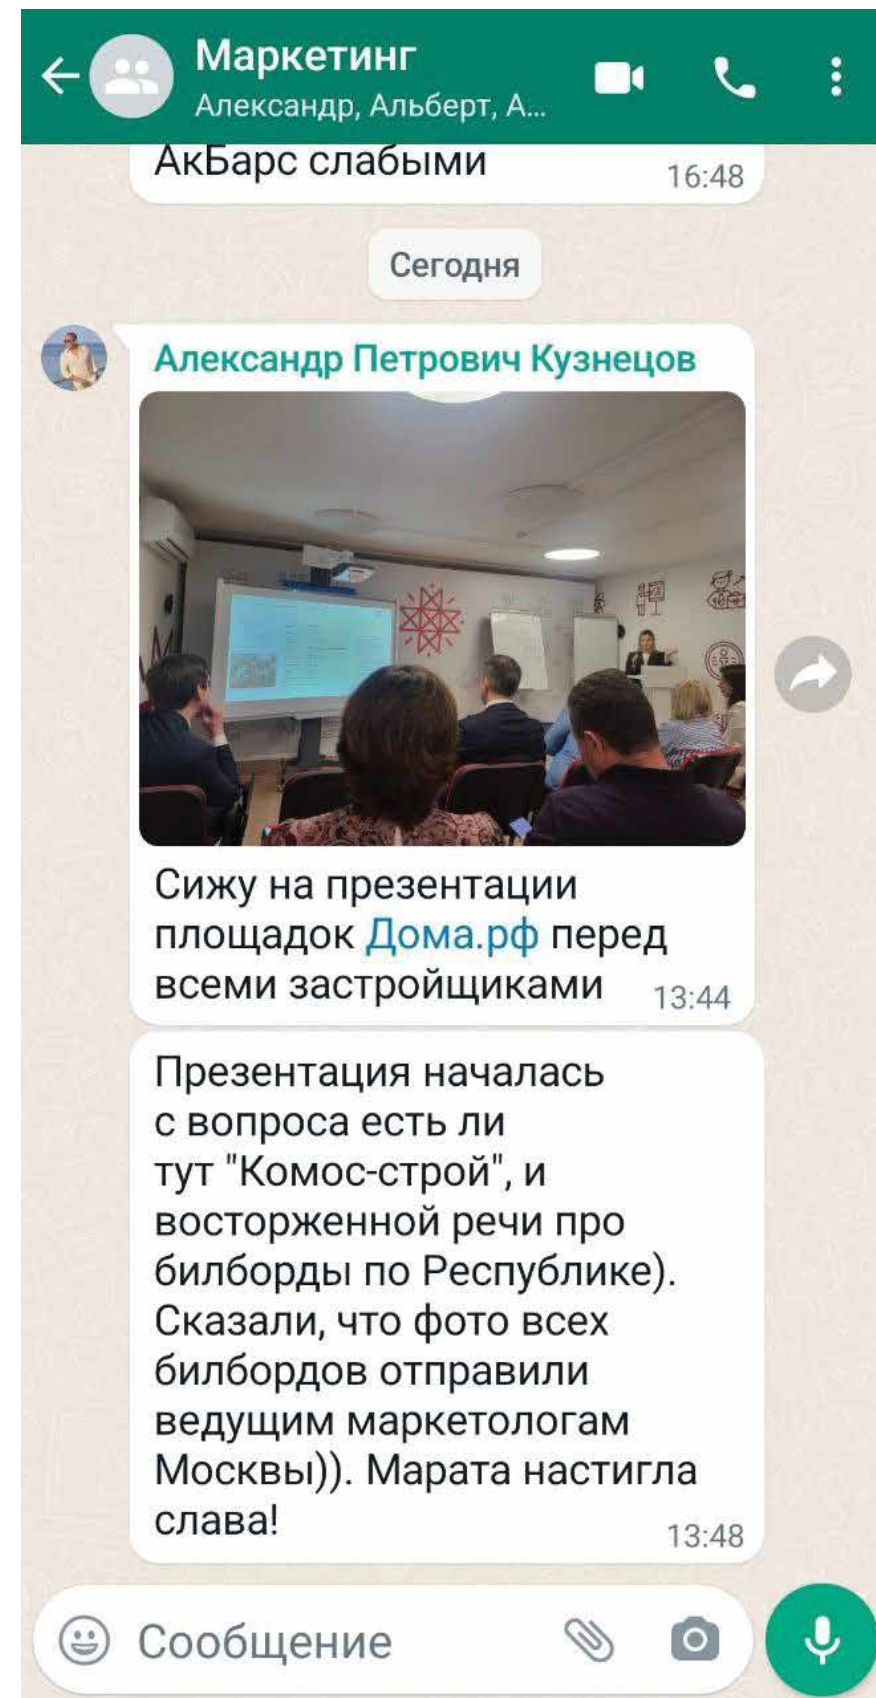 Маркетинг
Александр, Альберт, А...
АкБарс слабыми
16:48
Сегодня
Александр Петрович Кузнецов
Сижу на презентации
площадок Дома.рф перед
всеми застройщиками
13:44
Презентация началась
с вопроса есть ли
тут "Комос-строй", и
восторженной речи про
билборды по Республике).
Сказали, что фото всех
билбордов отправили
ведущим маркетологам
Москвы)). Марата настигла
слава!
13:48
Сообщение